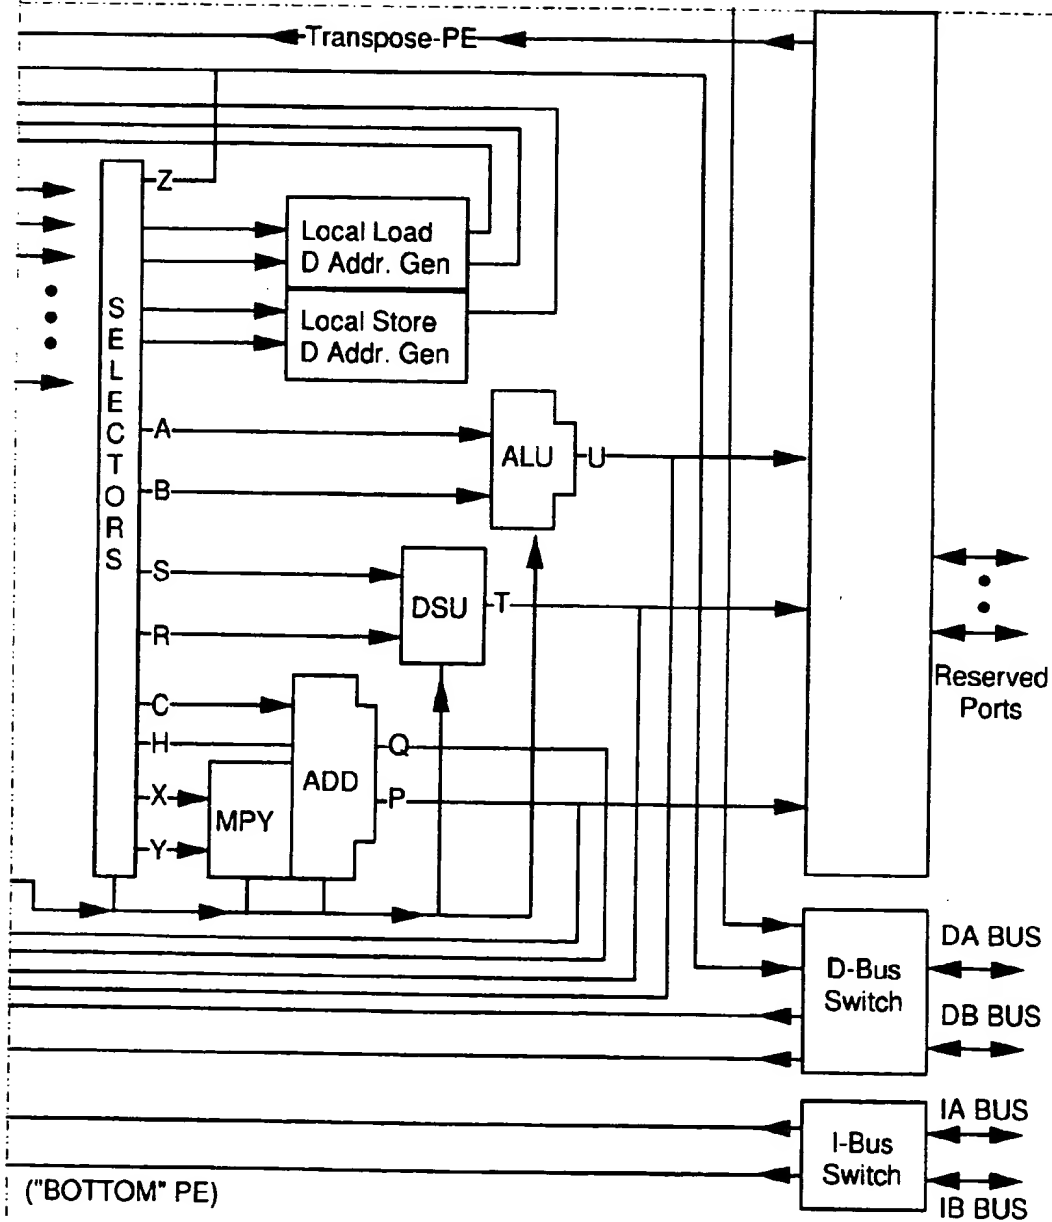 Transpose-PE
Z
Local Load
D Addr. Gen
Local Store
D Addr. Gen
SELECTORS
A
B
ALU
U
S
R
DSU
T
C
H
X
Y
MPY
ADD
Q
P
Reserved
Ports
D-Bus
Switch
DA BUS
DB BUS
I-Bus
Switch
IA BUS
IB BUS
("BOTTOM" PE)